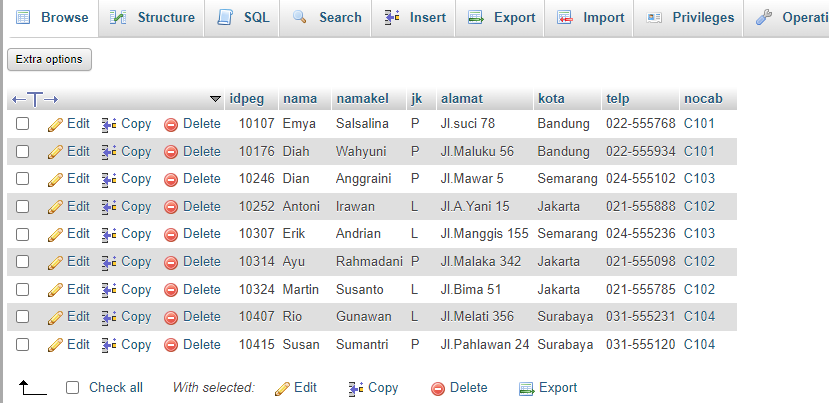 Browse Structure SQL Search Insert Export Import Privileges Operati
Extra options
idpeg nama namakel jk alamat kota telp nocab
Edit Copy Delete 10107 Emya Salsalina P Jl.suci 78 Bandung 022-555768 C101
Edit Copy Delete 10176 Diah Wahyuni P Jl.Maluku 56 Bandung 022-555934 C101
Edit Copy Delete 10246 Dian Anggraini P Jl.Mawar 5 Semarang 024-555102 C103
Edit Copy Delete 10252 Antoni Irawan L Jl.A.Yani 15 Jakarta 021-555888 C102
Edit Copy Delete 10307 Erik Andrian L Jl.Manggis 155 Semarang 024-555236 C103
Edit Copy Delete 10314 Ayu Rahmadani P Jl.Malaka 342 Jakarta 021-555098 C102
Edit Copy Delete 10324 Martin Susanto L Jl.Bima 51 Jakarta 021-555785 C102
Edit Copy Delete 10407 Rio Gunawan L Jl.Melati 356 Surabaya 031-555231 C104
Edit Copy Delete 10415 Susan Sumantri P Jl.Pahlawan 24 Surabaya 031-555120 C104
Check all With selected: Edit Copy Delete Export